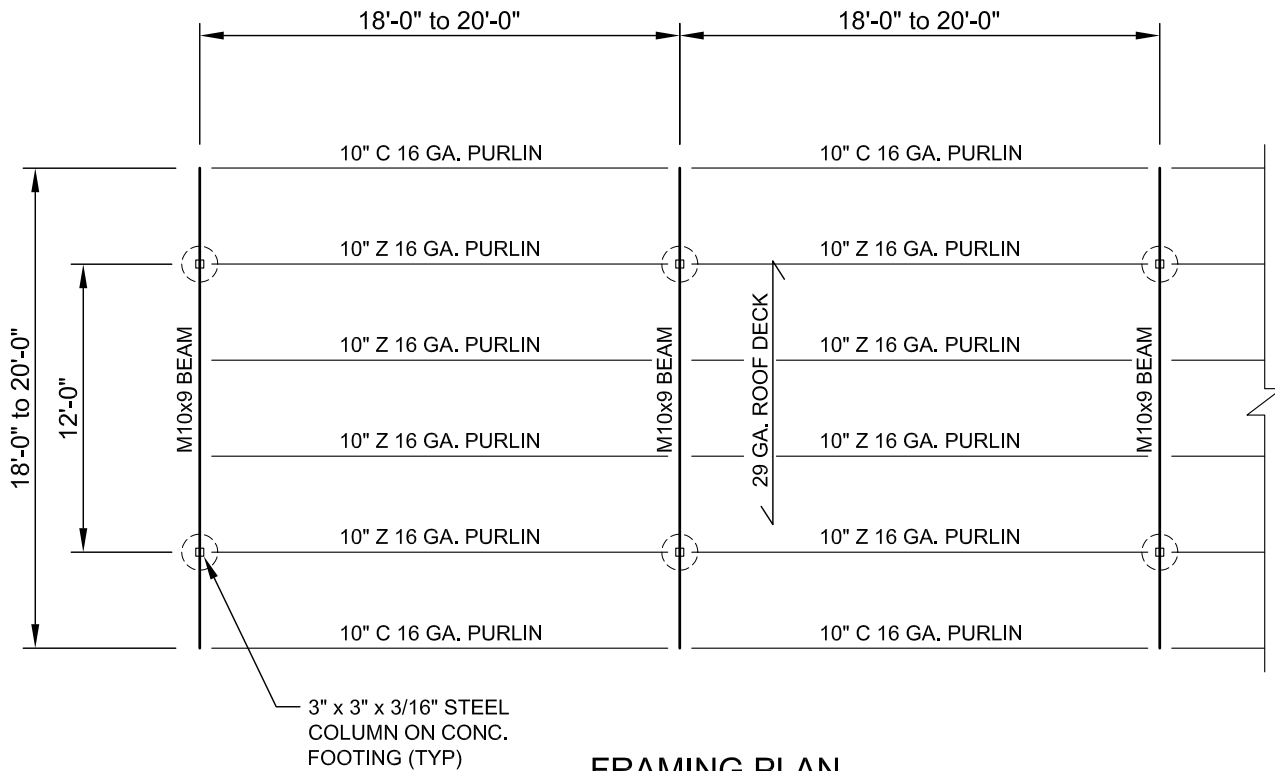 18'-0" to 20'-0"
18'-0" to 20'-0"
10" C 16 GA. PURLIN
10" C 16 GA. PURLIN
10" Z 16 GA. PURLIN
10" Z 16 GA. PURLIN
18'-0" to 20'-0"
12'-0"
M10x9 BEAM
10" Z 16 GA. PURLIN
M10x9 BEAM
29 GA. ROOF DECK
10" Z 16 GA. PURLIN
M10x9 BEAM
10" Z 16 GA. PURLIN
10" Z 16 GA. PURLIN
10" Z 16 GA. PURLIN
10" Z 16 GA. PURLIN
10" C 16 GA. PURLIN
10" C 16 GA. PURLIN
3" x 3" x 3/16" STEEL
COLUMN ON CONC.
FOOTING (TYP)
FRAMING PLAN